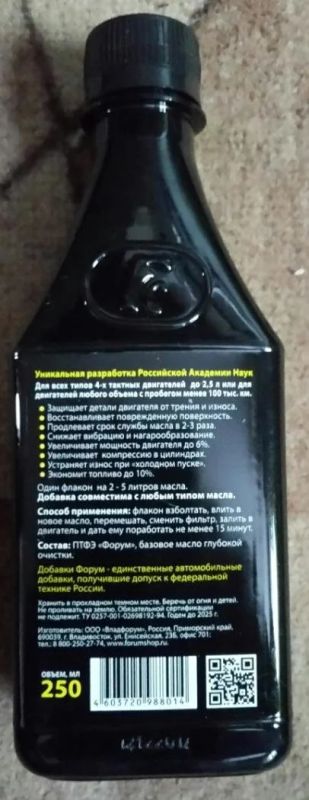 Уникальная разработка Российской Академии Наук
Для всех типов 4-х тактных двигателей до 2,5 л или для
двигателей любого объема с пробегом менее 100 тыс. км.
• Защищает детали двигателя от трения и износа.
• Восстанавливает поврежденную поверхность.
• Продлевает срок службы масла в 2-3 раза.
• Снижает вибрацию и нагарообразование.
• Увеличивает мощность двигателя до 6%.
• Увеличивает компрессию в цилиндрах.
• Устраняет износ при «холодном пуске».
• Экономит топливо до 10%.
Один флакон на 2 - 5 литров масла.
Добавка совместима с любым типом масла.
Способ применения: флакон взболтать, влить в
новое масло, перемешать, сменить фильтр, залить в
двигатель и дать ему поработать не менее 15 минут.
Состав: ПТФЭ «Форум», базовое масло глубокой
очистки.
Добавки Форум - единственные автомобильные
добавки, получившие допуск к федеральной
технике России.
Хранить в прохладном темном месте. Беречь от огня и детей.
Не проливать на землю. Обязательной сертификации
не подлежит. ТУ 0257-001-02698192-94. Годен до 2025 г.
Изготовитель: ООО «Владфорум», Россия, Приморский край,
690039, г. Владивосток, ул. Енисейская, 23Б, офис 701;
тел.: 8 800-250-27-74, www.forumshop.ru.
ОБЪЕМ, МЛ
250
4 603720 988014